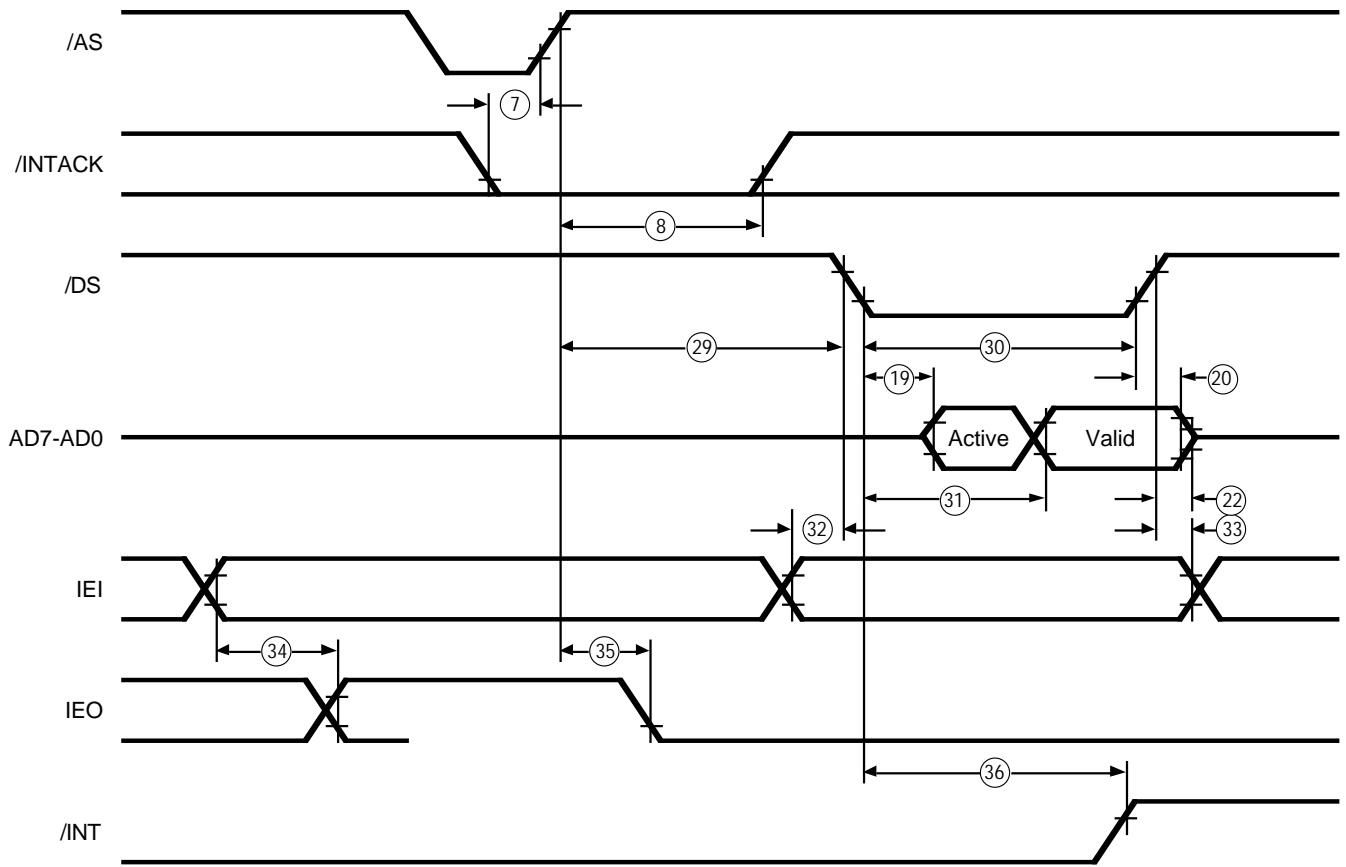 /AS
7
/INTACK
8
/DS
29
30
19
20
AD7-AD0
Active
Valid
31
22
32
33
IEI
34
35
IEO
36
/INT